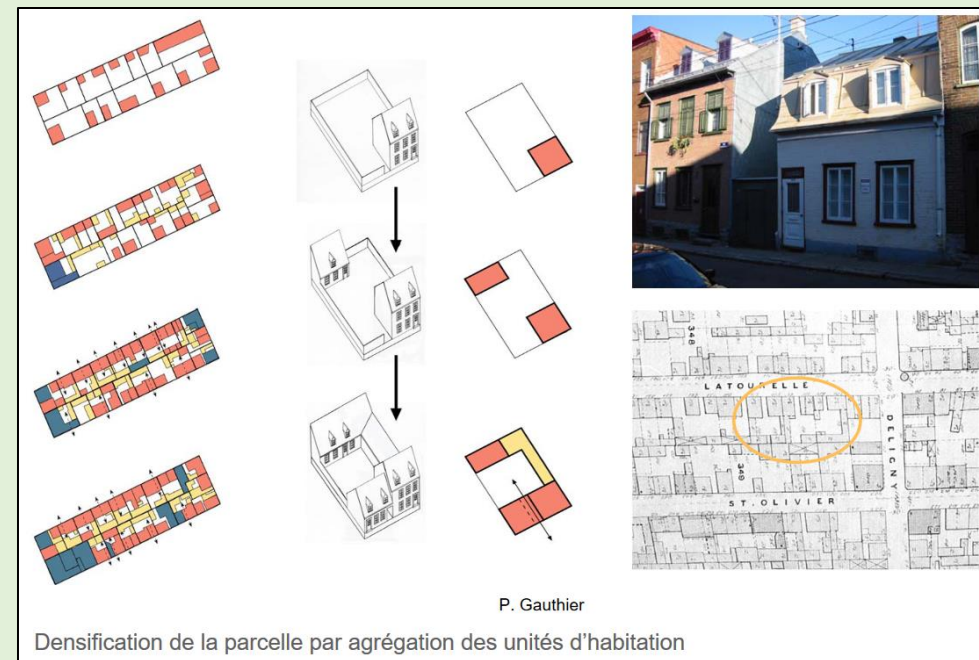 348
LATOURELLE
DELIGNY
348
ST. OLIVIER
P. Gauthier
Densification de la parcelle par agrégation des unités d'habitation